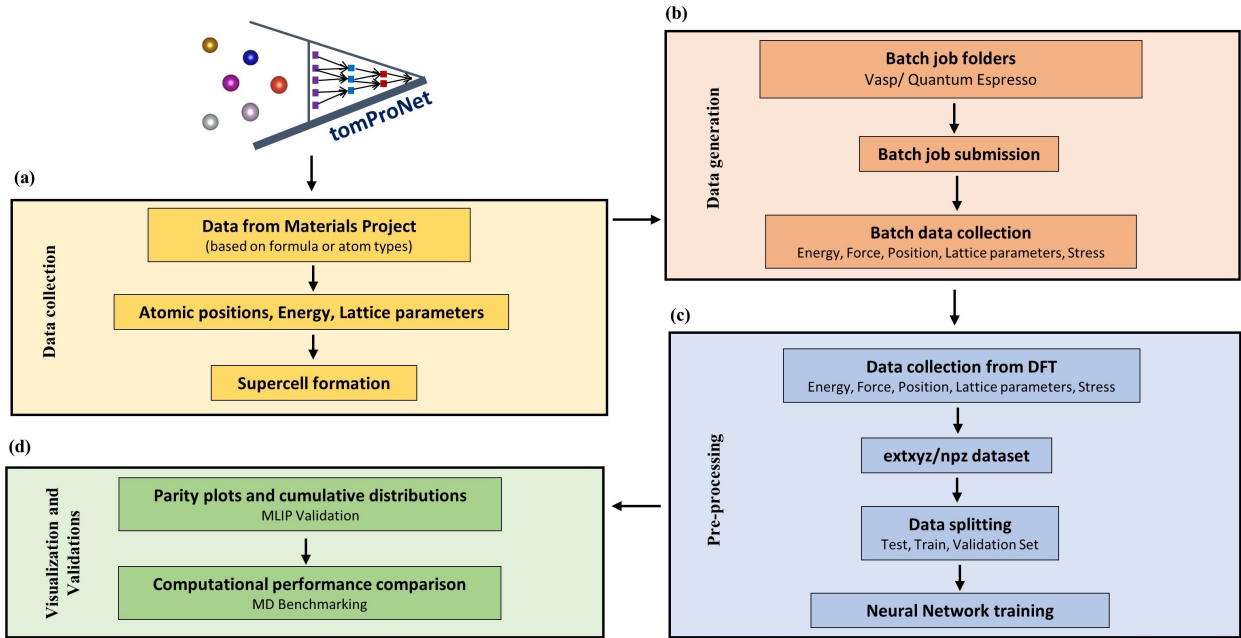 tomProNet
(a)
Data collection
Data from Materials Project
(based on formula or atom types)
Atomic positions, Energy, Lattice parameters
Supercell formation
(b)
Data generation
Batch job folders
Vasp/ Quantum Espresso
Batch job submission
Batch data collection
Energy, Force, Position, Lattice parameters, Stress
(c)
Pre-processing
Data collection from DFT
Energy, Force, Position, Lattice parameters, Stress
extxyz/npz dataset
Data splitting
Test, Train, Validation Set
Neural Network training
(d)
Visualization and
Validations
Parity plots and cumulative distributions
MLIP Validation
Computational performance comparison
MD Benchmarking